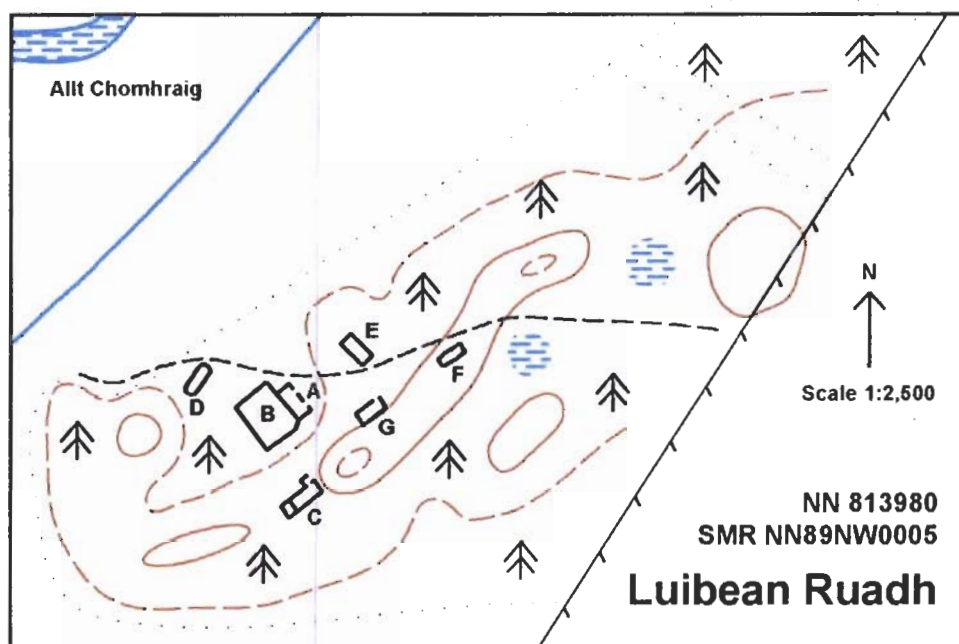 Allt Chomhraig
N
E
F
A
D
B
G
Scale 1:2,500
C
NN 813980
SMR NN89NW0005
Luibean Ruadh